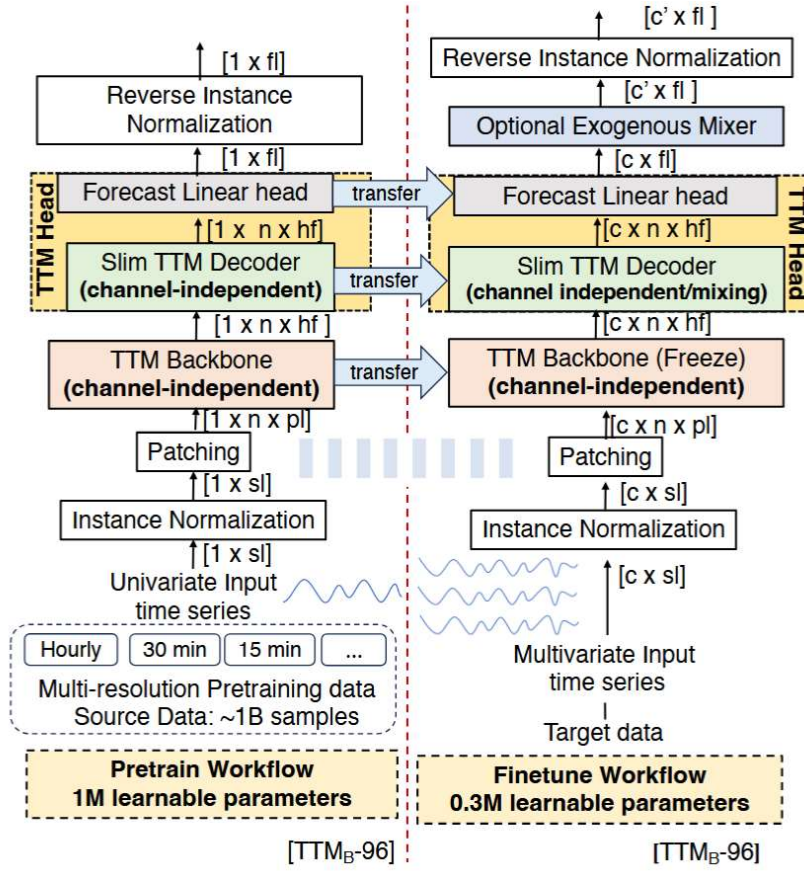 [1 x fl]
Reverse Instance
Normalization
[1 x fl]
TTM Head
Forecast Linear head
[1 x n x hf]
Slim TTM Decoder
(channel-independent)
[1 x n x hf ]
TTM Backbone
(channel-independent)
[1 x n x pl]
Patching
[1 x sl]
Instance Normalization
[1 x sl]
Univariate Input
time series
Hourly
30 min
15 min
...
Multi-resolution Pretraining data
Source Data: ~1B samples
Pretrain Workflow
1M learnable parameters
[TTMB-96]
transfer
transfer
transfer
[c' x fl ]
Reverse Instance Normalization
[c' x fl ]
Optional Exogenous Mixer
[c x fl]
TTM Head
Forecast Linear head
[c x n x hf]
Slim TTM Decoder
(channel independent/mixing)
[c x n x hf]
TTM Backbone (Freeze)
(channel-independent)
[c x n x pl]
Patching
[c x sl]
Instance Normalization
[c x sl]
Multivariate Input
time series
Target data
Finetune Workflow
0.3M learnable parameters
[TTMB-96]